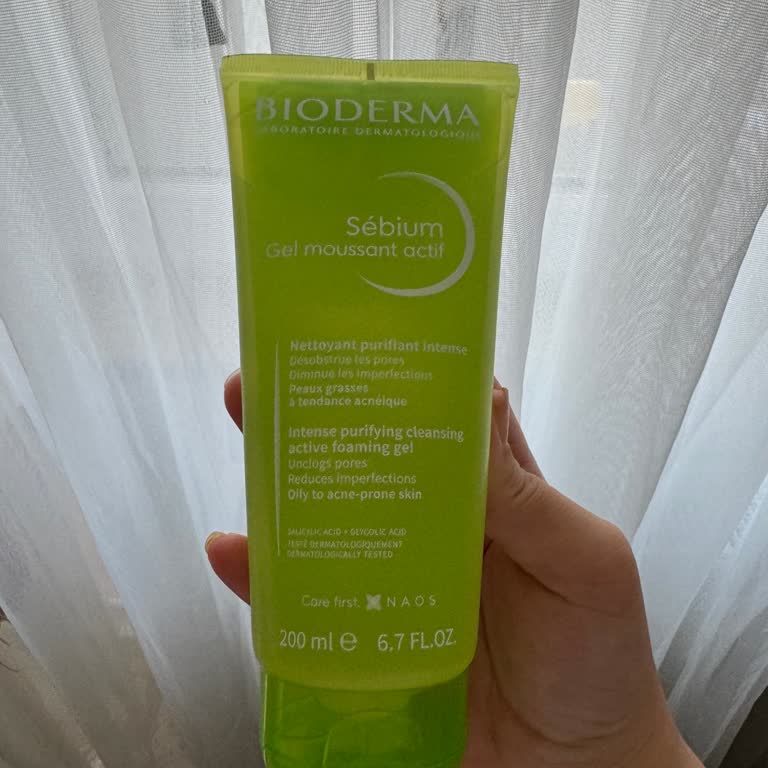 BIODERMA
LABORATOIRE DERMATOLOGIQUE
Sébium
Gel moussant actif
Nettoyant purifiant intense
Désobstrue les pores
Diminue les imperfections
Peaux grasses
à tendance acnéique
Intense purifying cleansing
active foaming gel
Unclogs pores
Reduces imperfections
Oily to acne-prone skin
SALICYLIC ACID + GLYCOLIC ACID
TESTÉ DERMATOLOGIQUEMENT
DERMATOLOGICALLY TESTED
Care first. NAOS
200 ml e 6.7 FL.OZ.